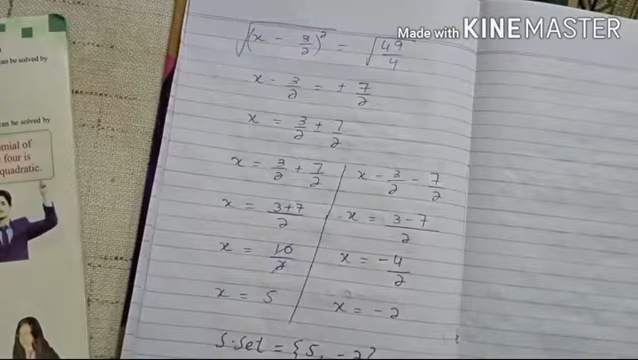 Made with KINEMASTER
can be solved by
can be solved by
mial of
four is
quadratic.
√(x - 3/2)² = √49/4
x - 3/2 = ± 7/2
x = 3/2 ± 7/2
x = 3/2 + 7/2
x = 3+7/2
x = 10/2
x = 5
x = 3/2 - 7/2
x = 3-7/2
x = -4/2
x = -2
S.Set = {5, -2}